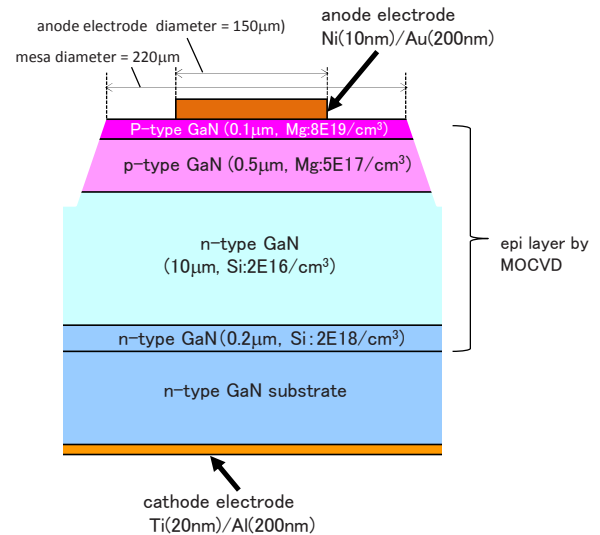 anode electrode
Ni(10nm)/Au(200nm)
anode electrode diameter = 150μm)
mesa diameter = 220μm
P-type GaN (0.1μm, Mg:8E19/cm³)
p-type GaN (0.5μm, Mg:5E17/cm³)
n-type GaN
(10μm, Si:2E16/cm³)
epi layer by
MOCVD
n-type GaN(0.2μm, Si:2E18/cm³)
n-type GaN substrate
cathode electrode
Ti(20nm)/Al(200nm)